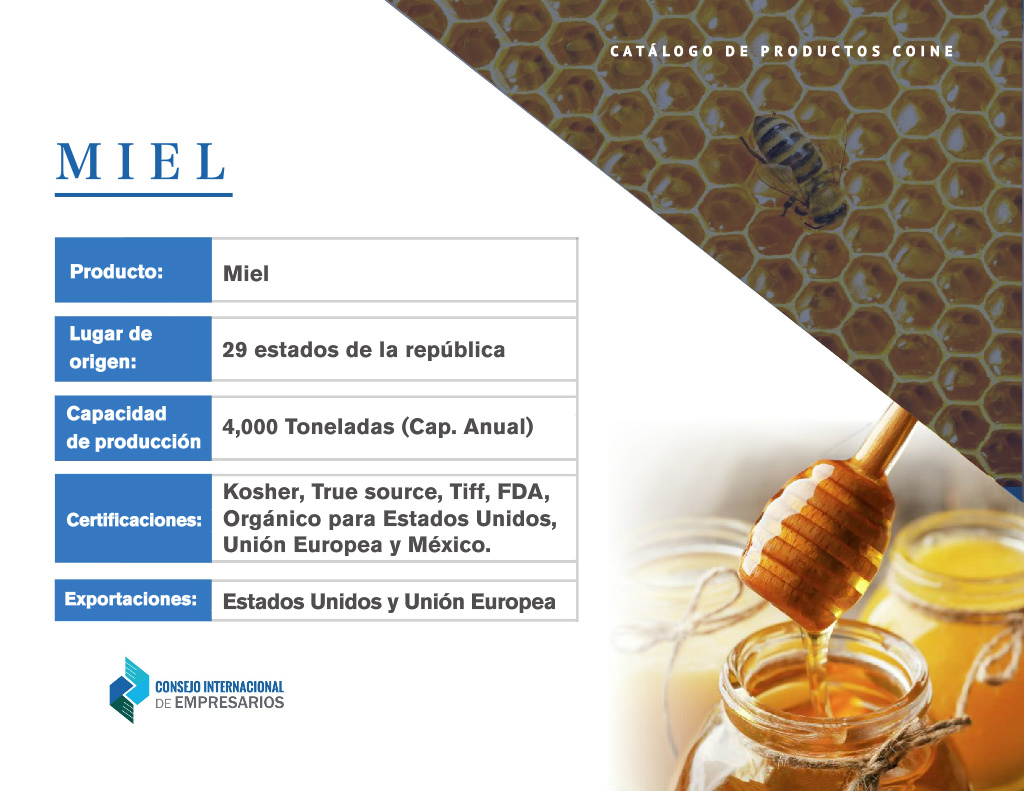 CATÁLOGO DE PRODUCTOS COINE
MIEL
Producto:
Miel
Lugar de
origen:
29 estados de la república
Capacidad
de producción
4,000 Toneladas (Cap. Anual)
Certificaciones:
Kosher, True source, Tiff, FDA,
Orgánico para Estados Unidos,
Unión Europea y México.
Exportaciones:
Estados Unidos y Unión Europea
CONSEJO INTERNACIONAL
DE EMPRESARIOS